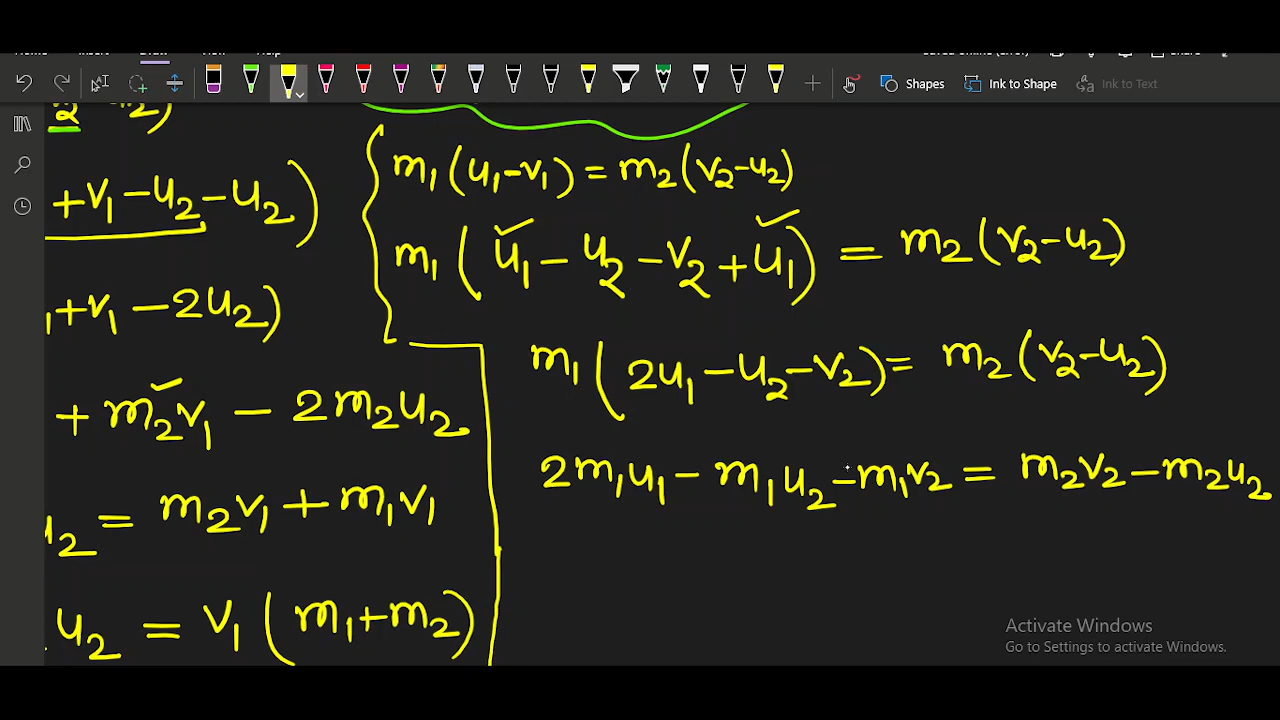 Shapes
Ink to Shape
Ink to Text
+v1 -u2 -u2)
+v1 -2u2)
+ m2v1 - 2m2u2
u2 = m2v1 + m1v1
u2 = v1 (m1+m2)
m1(u1-v1) = m2(v2-u2)
m1(u1-u2-v2+u1) = m2(v2-u2)
m1(2u1-u2-v2) = m2(v2-u2)
2m1u1 - m1u2 - m1v2 = m2v2 - m2u2
Activate Windows
Go to Settings to activate Windows.